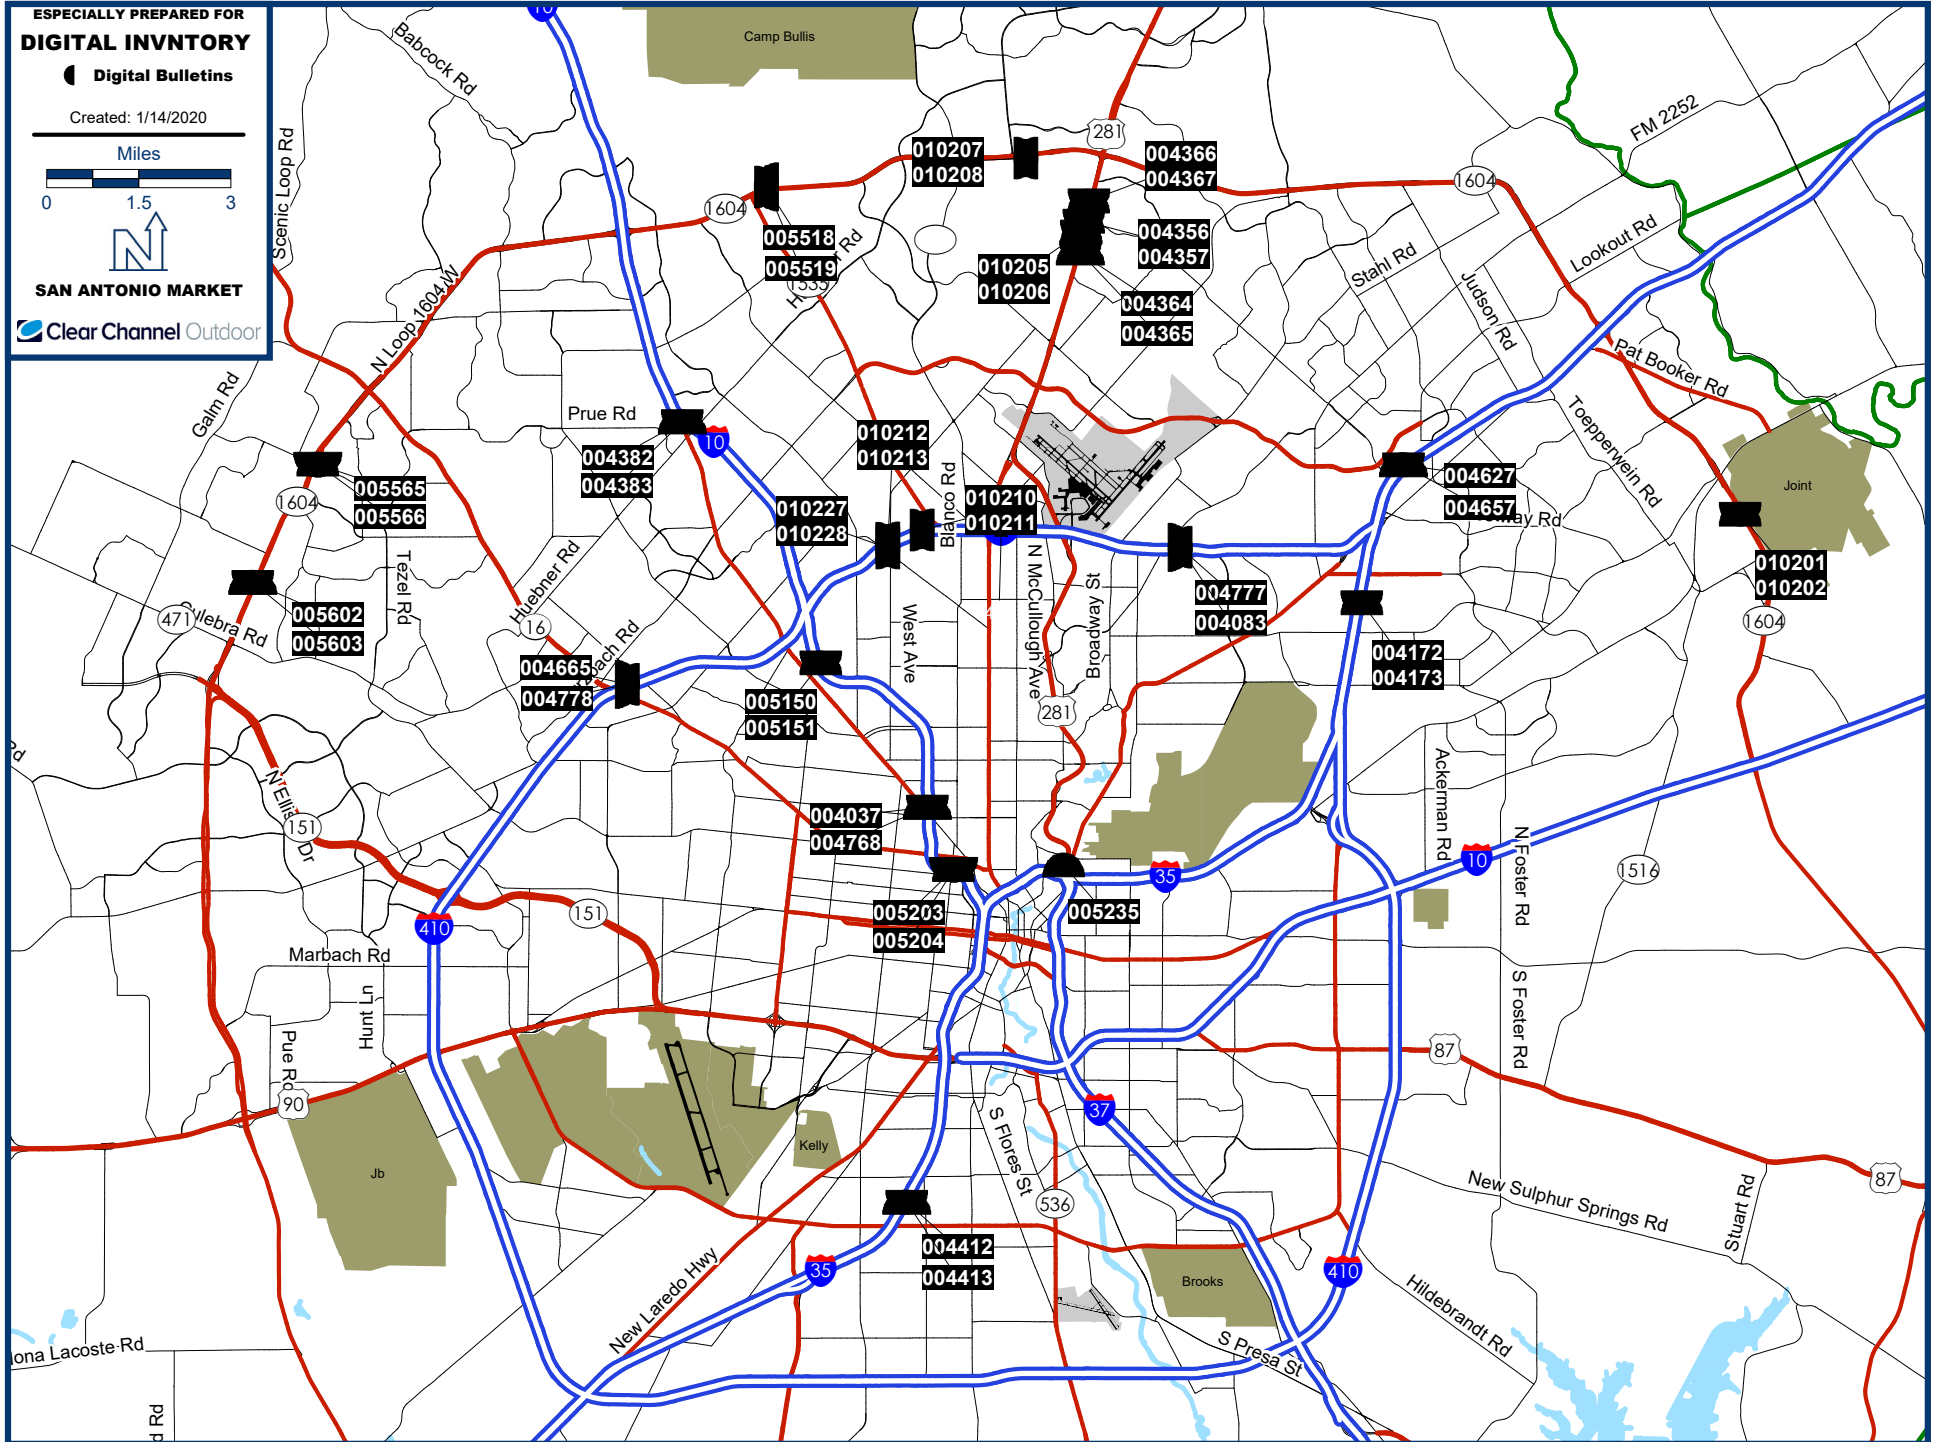 ESPECIALLY PREPARED FOR
DIGITAL INVNTORY
Digital Bulletins
Created: 1/14/2020
Miles
0 1.5 3
N
SAN ANTONIO MARKET
Clear Channel Outdoor
10
Babcock Rd
Camp Bullis
Scenic Loop Rd
281
FM 2252
010207
010208
004366
004367
1604
1604
005518
005519
1535
004356
004357
010205
010206
004364
004365
Stahl Rd
Lookout Rd
Judson Rd
N Loop 1604 W
Pat Booker Rd
Galm Rd
Prue Rd
10
004382
004383
010212
010213
Toepperwein Rd
005565
005566
1604
010227
010228
Blanco Rd
010210
010211
004627
004657
Joint
Tezel Rd
Huebner Rd
010201
010202
1604
005602
005603
471
Culebra Rd
16
004665
004778
West Ave
N McCullough Ave
Broadway St
004777
004083
004172
004173
005150
005151
281
N Ellison Dr
151
004037
004768
Ackerman Rd
10
N Foster Rd
1516
35
005203
005204
005235
151
410
Marbach Rd
Hunt Ln
S Foster Rd
Pue Rd
90
87
37
Kelly
Jb
S Flores St
536
New Sulphur Springs Rd
Stuart Rd
87
004412
004413
35
New Laredo Hwy
Brooks
410
Hildebrandt Rd
S Presa St
Lacoste Rd